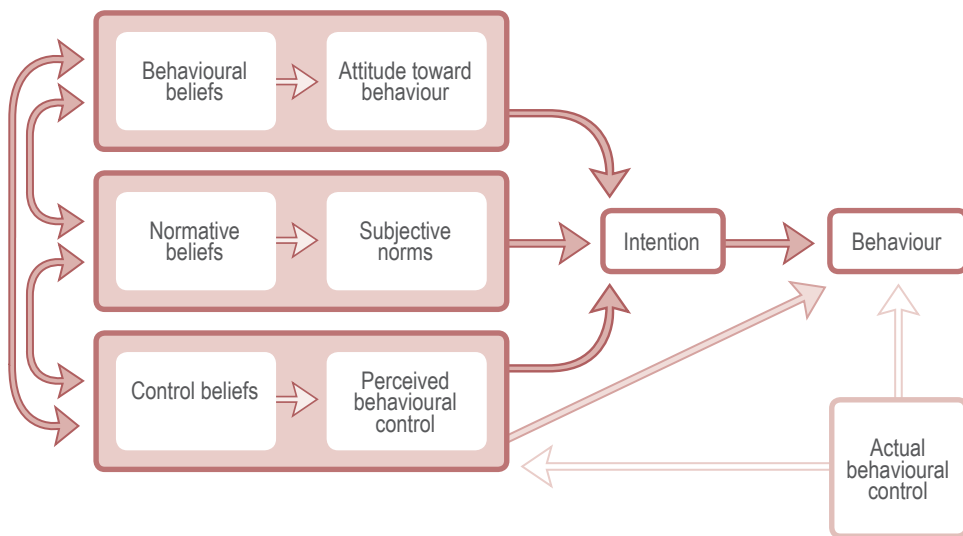 Behavioural
beliefs
Attitude toward
behaviour
Normative
beliefs
Subjective
norms
Intention
Behaviour
Control beliefs
Perceived
behavioural
control
Actual
behavioural
control